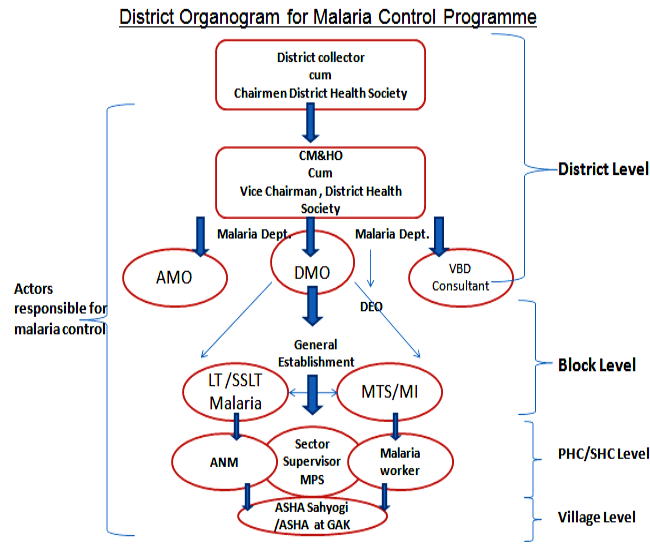 District Organogram for Malaria Control Programme
District collector
cum
Chairmen District Health Society
CM&HO
Cum
Vice Chairman , District Health
Society
District Level
Malaria Dept.
Malaria Dept.
AMO
DMO
VBD
Consultant
DEO
Actors
responsible for
malaria control
General
Establishment
Block Level
LT /SSLT
Malaria
MTS/MI
ANM
Sector
Supervisor
MPS
Malaria
worker
PHC/SHC Level
ASHA Sahyogi
/ASHA at GAK
Village Level